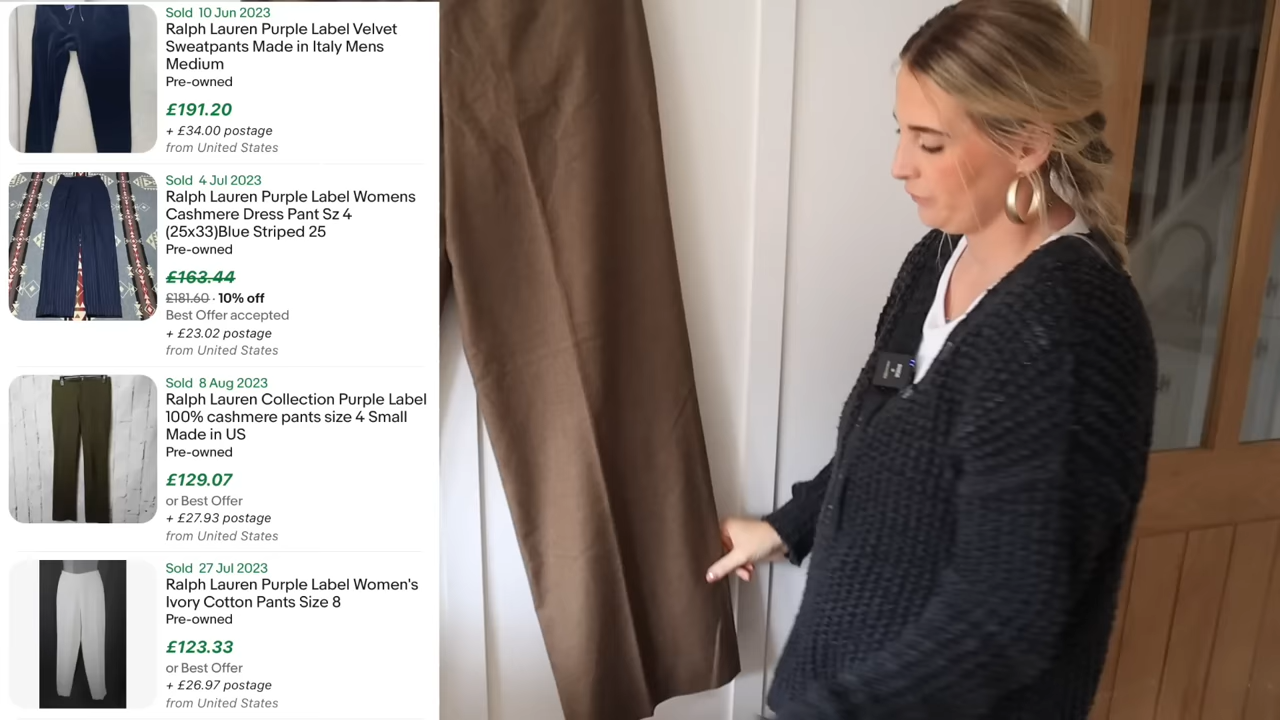 Sold 10 Jun 2023
Ralph Lauren Purple Label Velvet
Sweatpants Made in Italy Mens
Medium
Pre-owned
£191.20
+ £34.00 postage
from United States
Sold 4 Jul 2023
Ralph Lauren Purple Label Womens
Cashmere Dress Pant Sz 4
(25x33)Blue Striped 25
Pre-owned
£163.44
£181.60 · 10% off
Best Offer accepted
+ £23.02 postage
from United States
Sold 8 Aug 2023
Ralph Lauren Collection Purple Label
100% cashmere pants size 4 Small
Made in US
Pre-owned
£129.07
or Best Offer
+ £27.93 postage
from United States
Sold 27 Jul 2023
Ralph Lauren Purple Label Women's
Ivory Cotton Pants Size 8
Pre-owned
£123.33
or Best Offer
+ £26.97 postage
from United States